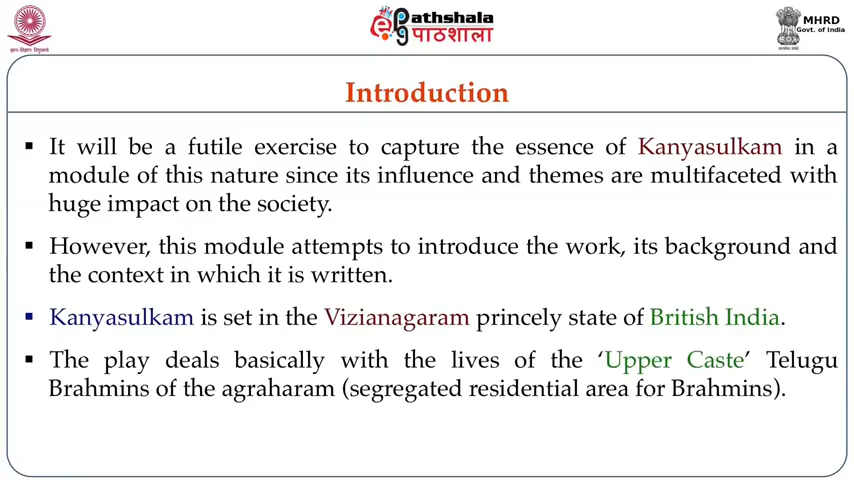 ePathshala
पाठशाला
MHRD
Govt. of India
Introduction
▪ It will be a futile exercise to capture the essence of Kanyasulkam in a
module of this nature since its influence and themes are multifaceted with
huge impact on the society.
▪ However, this module attempts to introduce the work, its background and
the context in which it is written.
▪ Kanyasulkam is set in the Vizianagaram princely state of British India.
▪ The play deals basically with the lives of the ‘Upper Caste’ Telugu
Brahmins of the agraharam (segregated residential area for Brahmins).